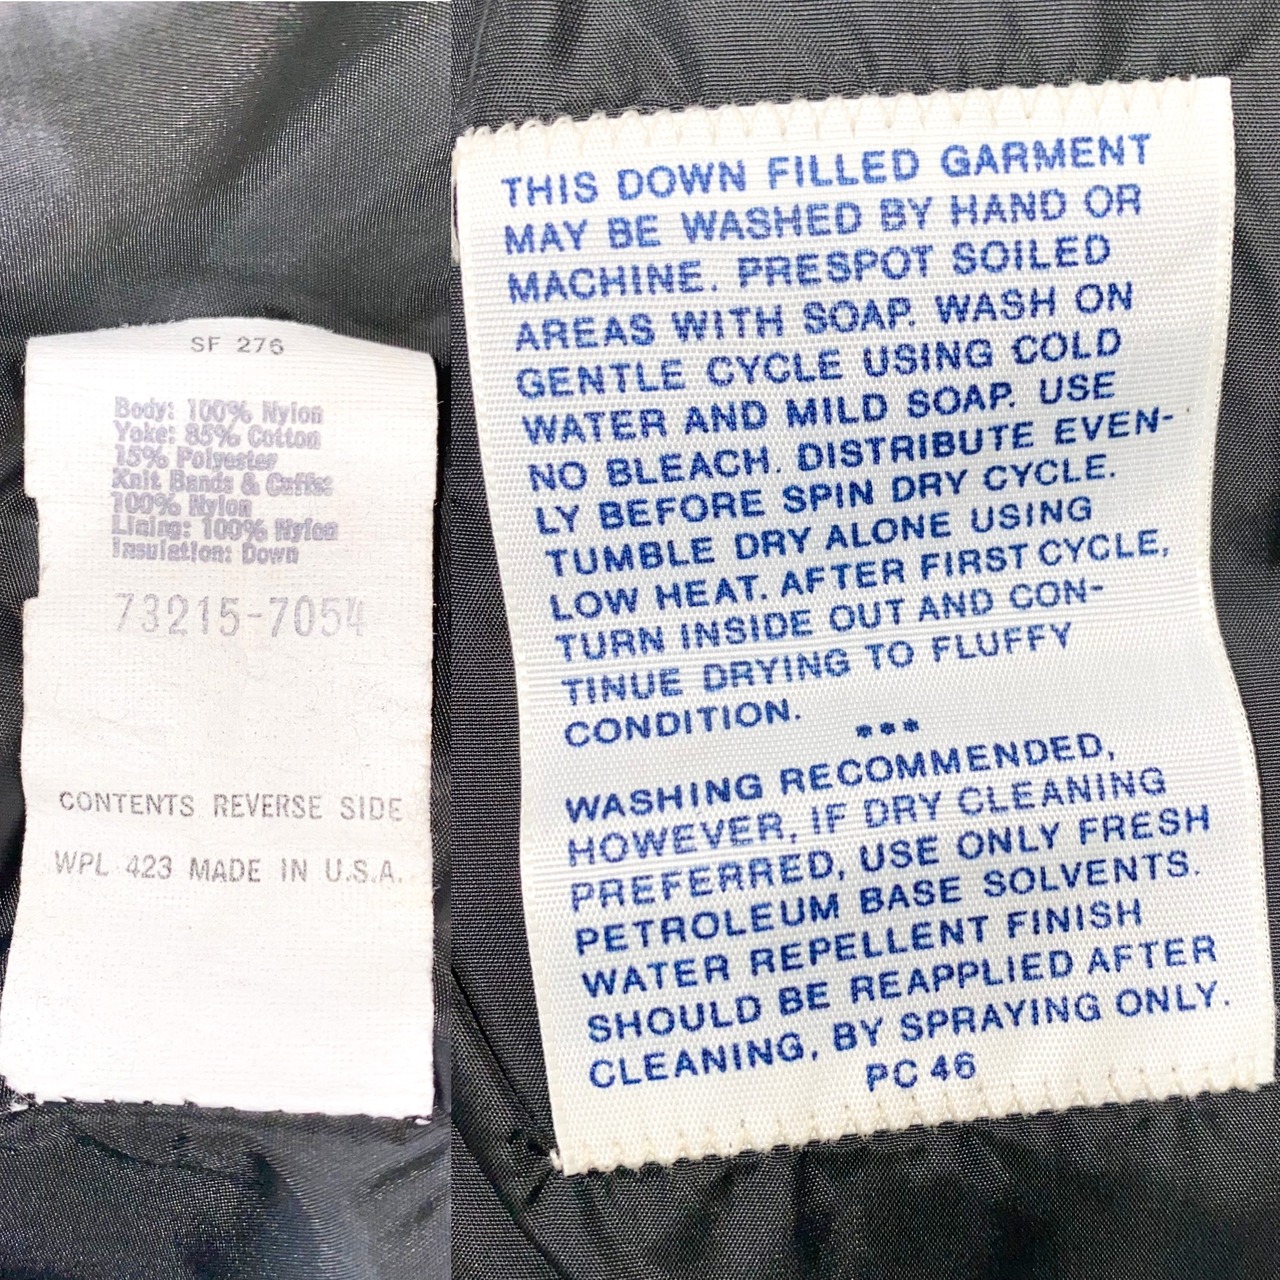 SF 276
Body: 100% Nylon
Yoke: 85% Cotton
15% Polyester
Knit Bands & Cuffs:
100% Nylon
Lining: 100% Nylon
Insulation: Down
73215-7054
CONTENTS REVERSE SIDE
WPL 423 MADE IN U.S.A.
THIS DOWN FILLED GARMENT
MAY BE WASHED BY HAND OR
MACHINE. PRESPOT SOILED
AREAS WITH SOAP. WASH ON
GENTLE CYCLE USING COLD
WATER AND MILD SOAP. USE
NO BLEACH. DISTRIBUTE EVEN-
LY BEFORE SPIN DRY CYCLE.
TUMBLE DRY ALONE USING
LOW HEAT. AFTER FIRST CYCLE,
TURN INSIDE OUT AND CON-
TINUE DRYING TO FLUFFY
CONDITION.
***
WASHING RECOMMENDED,
HOWEVER, IF DRY CLEANING
PREFERRED, USE ONLY FRESH
PETROLEUM BASE SOLVENTS.
WATER REPELLENT FINISH
SHOULD BE REAPPLIED AFTER
CLEANING, BY SPRAYING ONLY.
PC 46